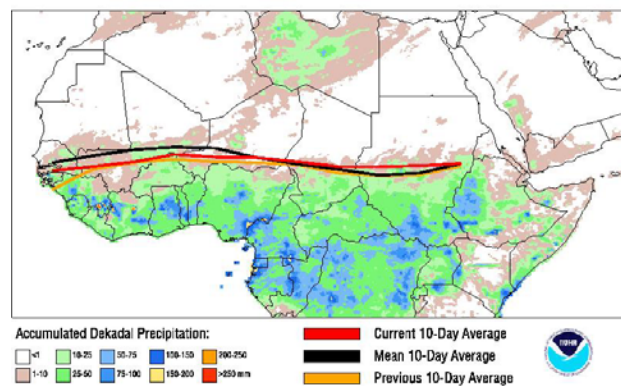 Accumulated Dekadal Precipitation:
<1 10-25 50-75 100-150 200-250
1-10 25-50 75-100 150-200 >250 mm
Current 10-Day Average
Mean 10-Day Average
Previous 10-Day Average